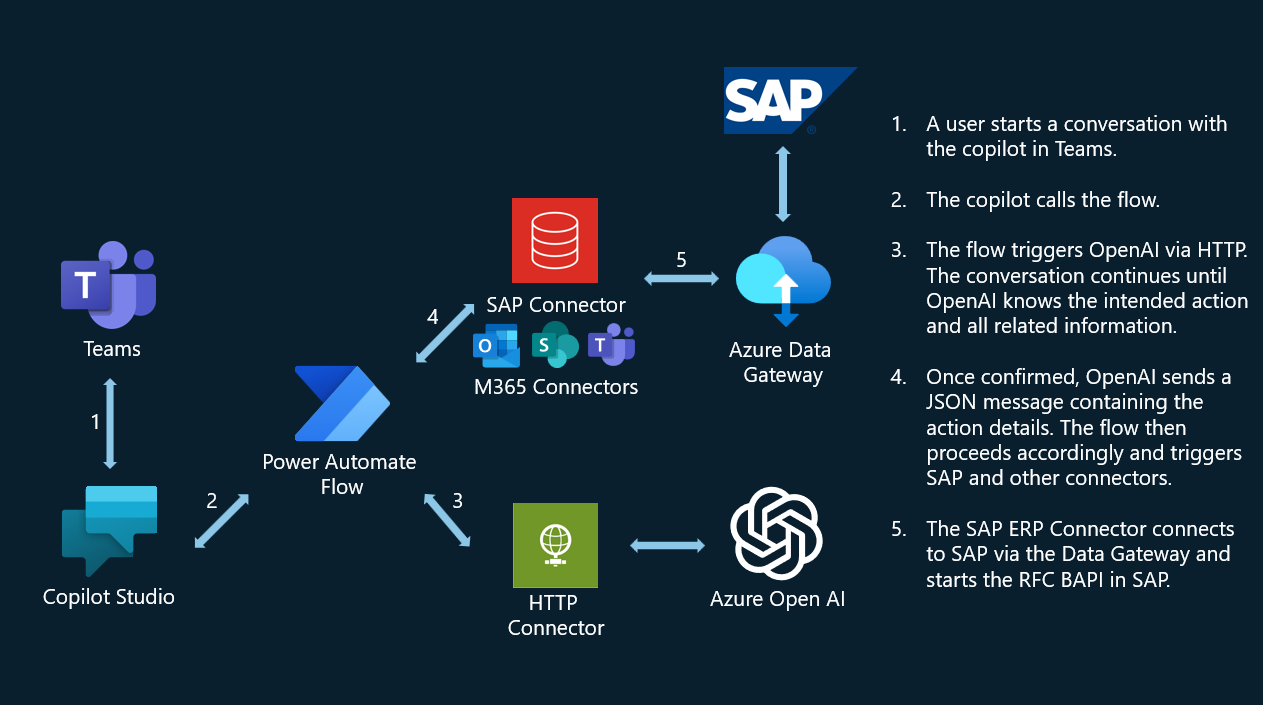 SAP
®
1. A user starts a conversation with
the copilot in Teams.
2. The copilot calls the flow.
3. The flow triggers OpenAI via HTTP.
The conversation continues until
OpenAI knows the intended action
and all related information.
4. Once confirmed, OpenAI sends a
JSON message containing the
action details. The flow then
proceeds accordingly and triggers
SAP and other connectors.
5. The SAP ERP Connector connects
to SAP via the Data Gateway and
starts the RFC BAPI in SAP.
T
Teams
1
Copilot Studio
2
Power Automate
Flow
3
4
SAP Connector
O
S
T
M365 Connectors
5
Azure Data
Gateway
HTTP
Connector
Azure Open AI